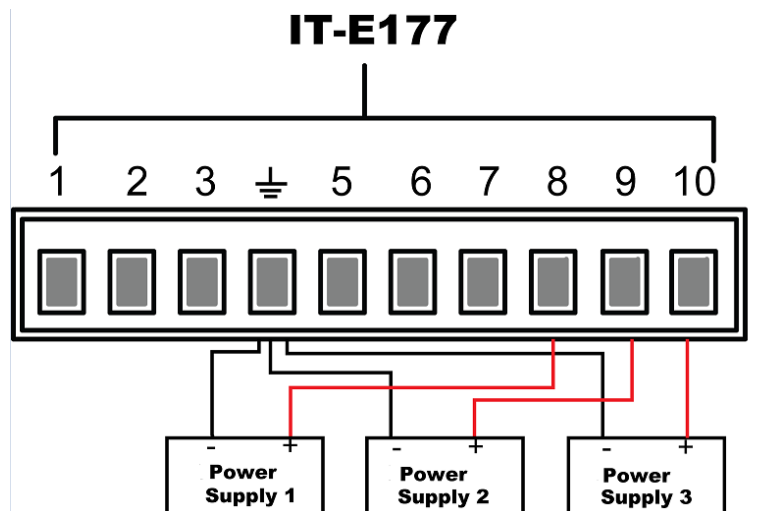 IT-E177
1 2 3 5 6 7 8 9 10
- + - + - +
Power Power Power
Supply 1 Supply 2 Supply 3